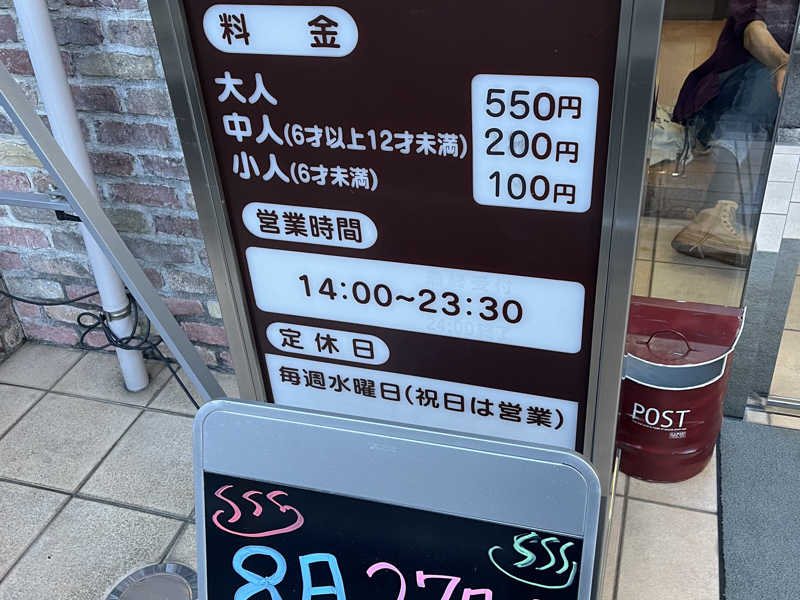 料金
大人 550円
中人(6才以上12才未満) 200円
小人(6才未満) 100円
営業時間
14:00~23:30
定休日
毎週水曜日(祝日は営業)
POST
8月27